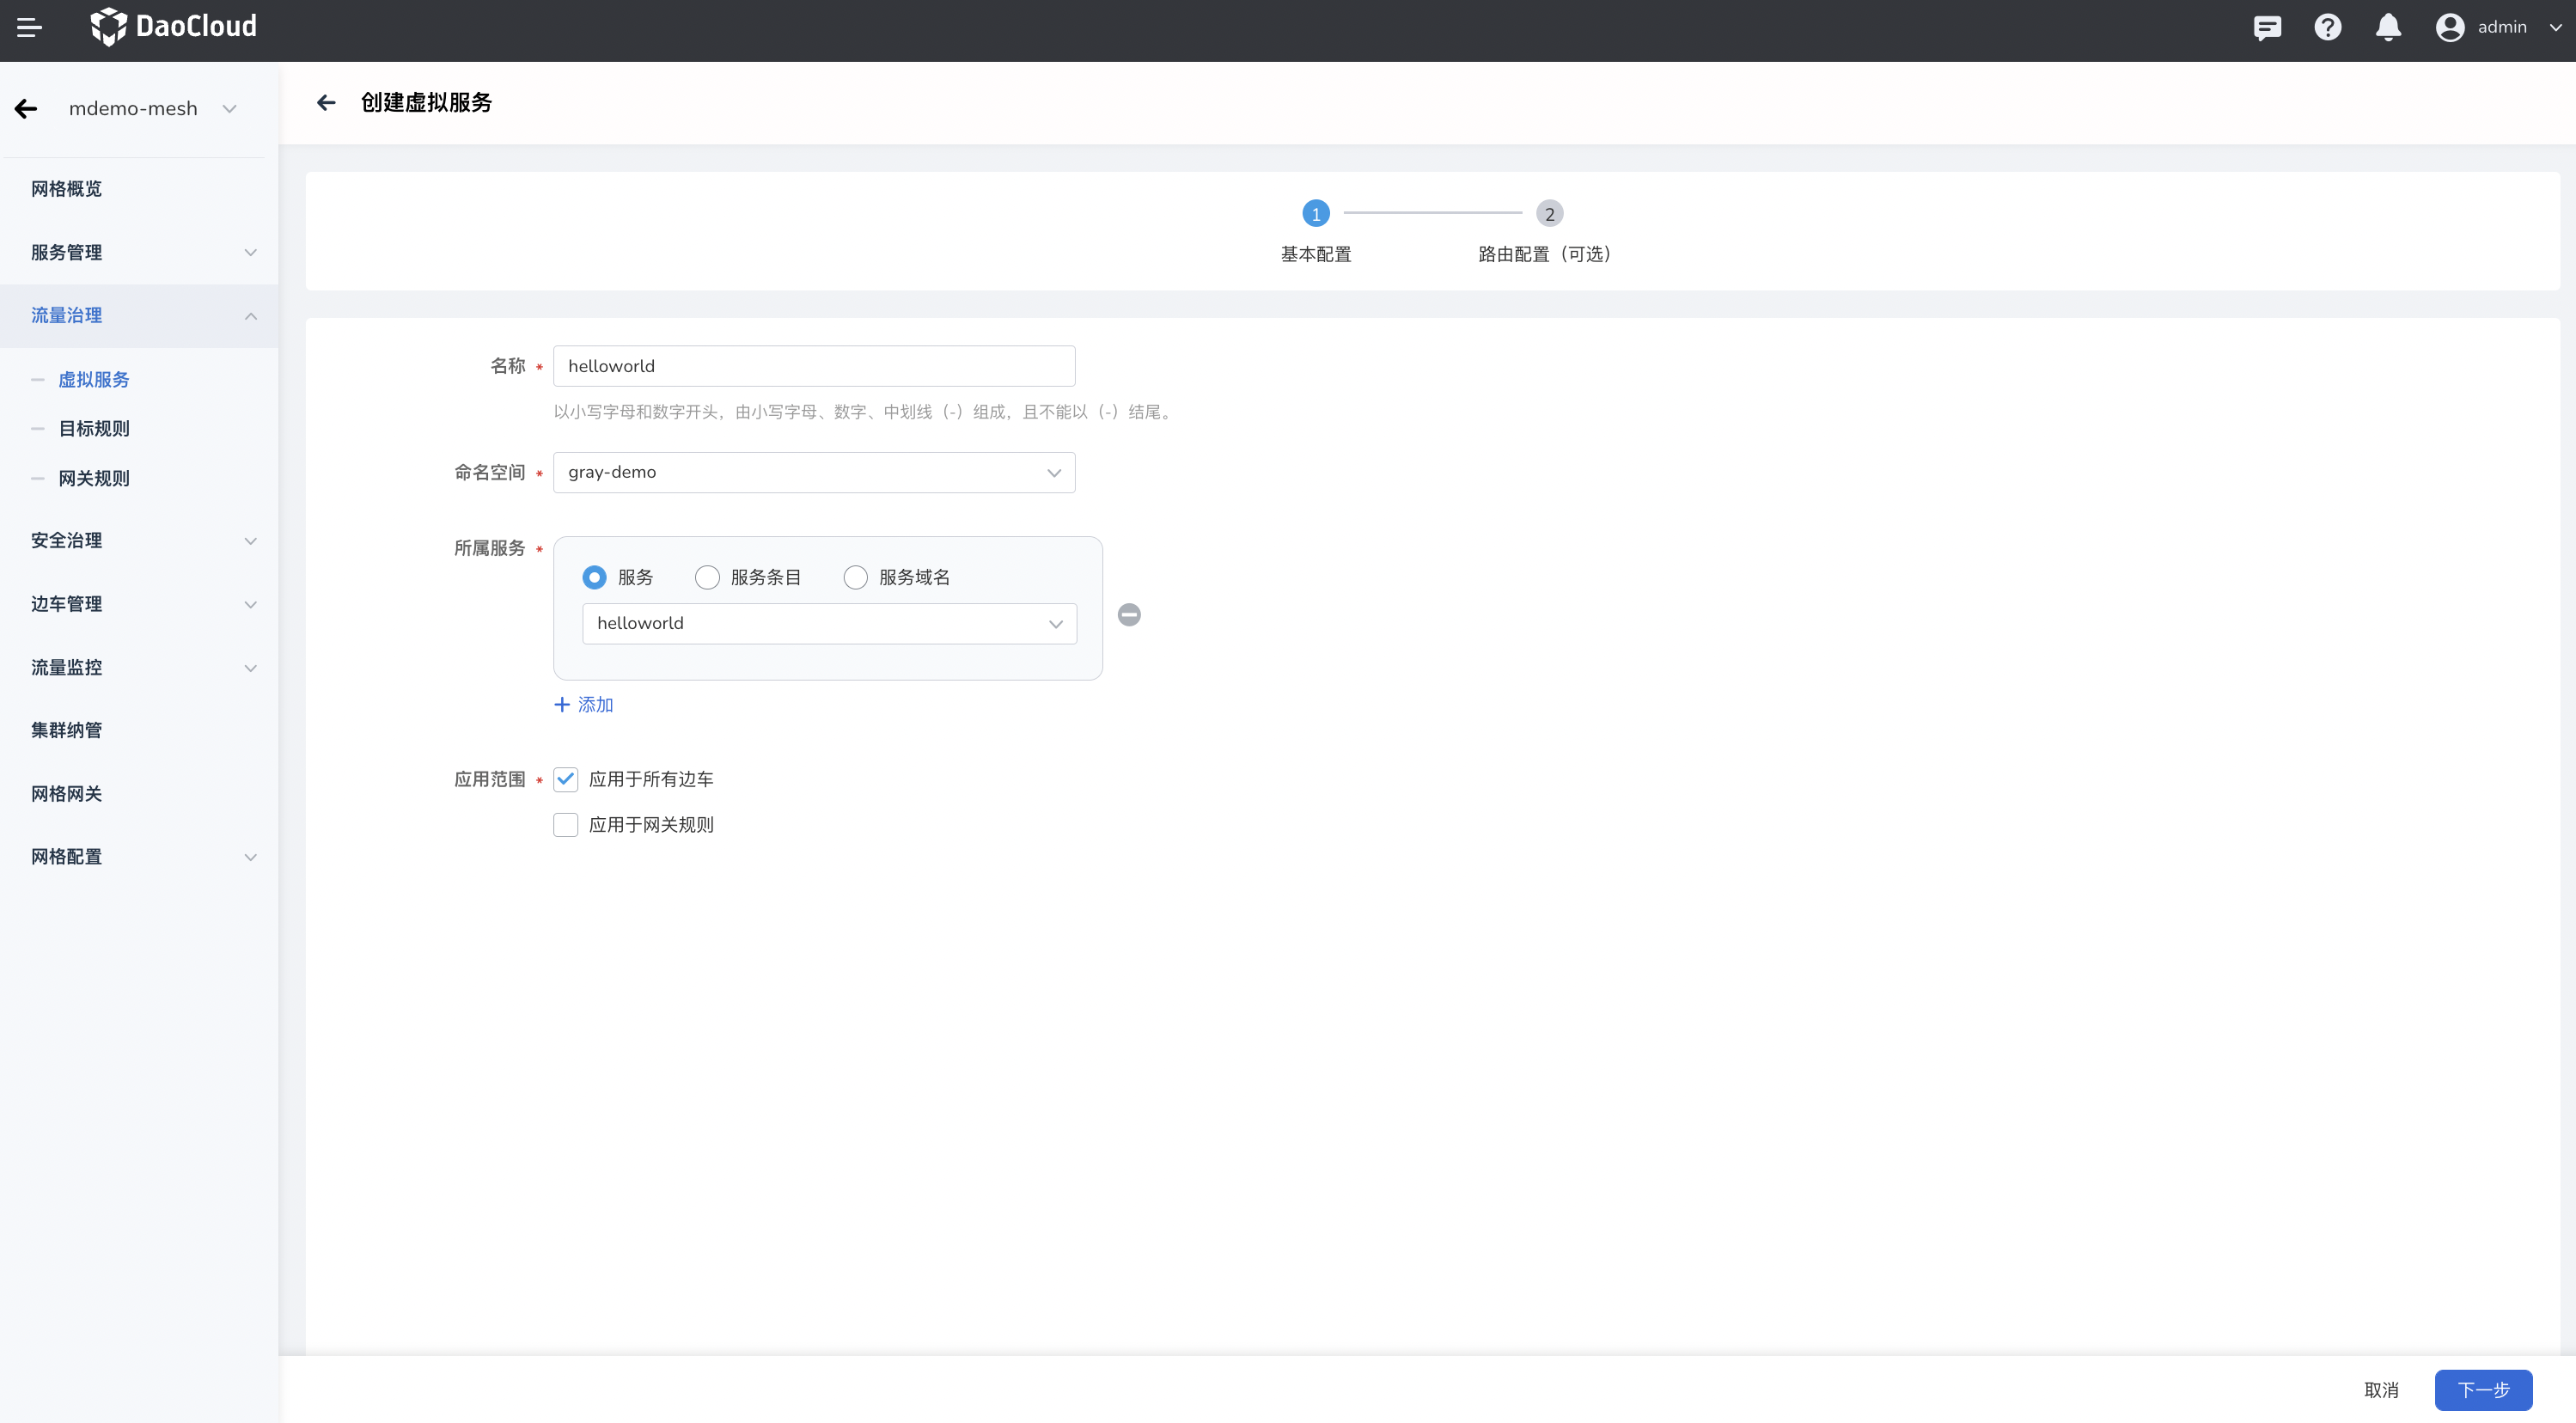 DaoCloud
admin
mdemo-mesh
网格概览
服务管理
流量治理
虚拟服务
目标规则
网关规则
安全治理
边车管理
流量监控
集群纳管
网格网关
网格配置
创建虚拟服务
1
2
基本配置
路由配置（可选）
名称 *
helloworld
以小写字母和数字开头，由小写字母、数字、中划线（-）组成，且不能以（-）结尾。
命名空间 *
gray-demo
所属服务 *
服务 服务条目 服务域名
helloworld
添加
应用范围 *
应用于所有边车
应用于网关规则
取消
下一步